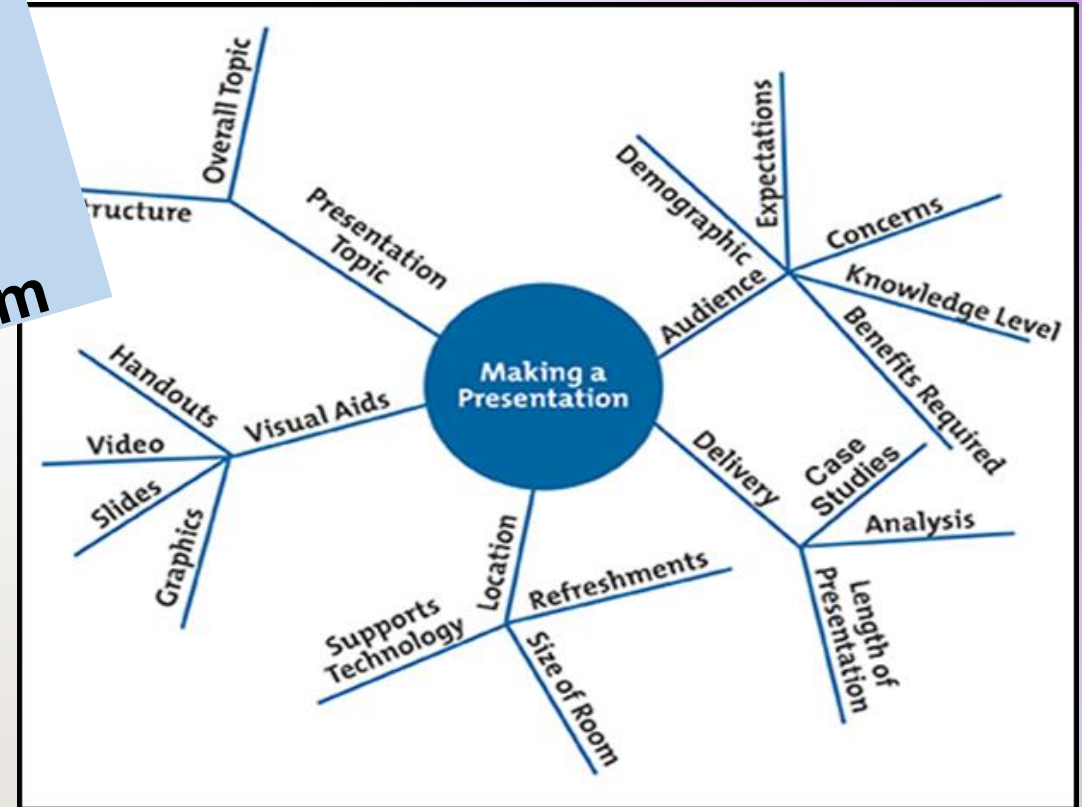 Overall Topic
tructure
Presentation
Topic
m
Handouts
Video
Slides
Graphics
Visual Aids
Making a
Presentation
Demographic
Expectations
Concerns
Knowledge Level
Benefits Required
Audience
Delivery
Case
Studies
Analysis
Length of
Presentation
Location
Refreshments
Supports
Technology
Size of Room